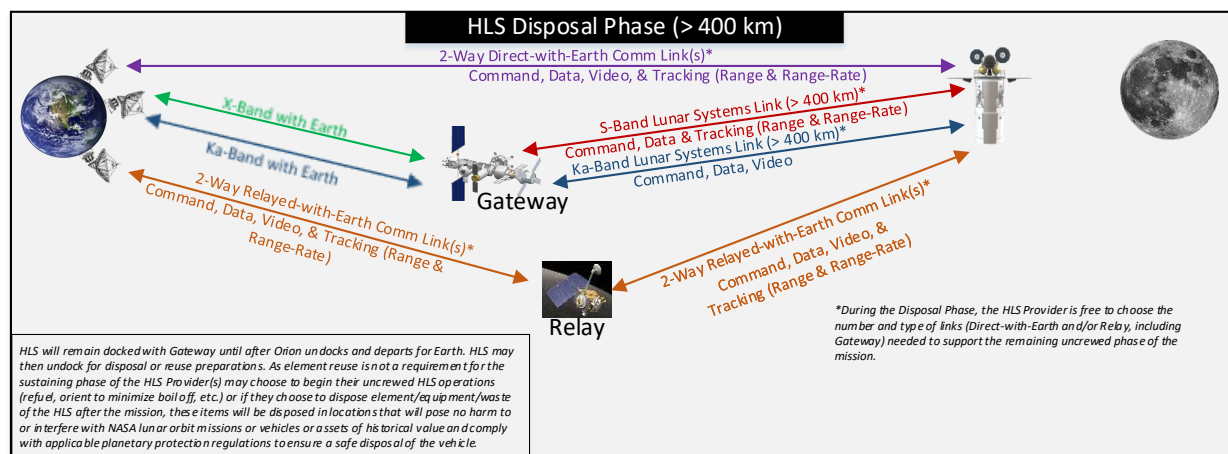 HLS Disposal Phase (> 400 km)
2-Way Direct-with-Earth Comm Link(s)*
Command, Data, Video, & Tracking (Range & Range-Rate)
X-Band with Earth
Ka-Band with Earth
S-Band Lunar Systems Link (> 400 km)*
Command, Data & Tracking (Range & Range-Rate)
Ka-Band Lunar Systems Link (> 400 km)*
Command, Data, Video
Gateway
2-Way Relayed-with-Earth Comm Link(s)*
Command, Data, Video, & Tracking (Range &
Range-Rate)
2-Way Relayed-with-Earth Comm Link(s)*
Command, Data, Video, &
Tracking (Range & Range-Rate)
Relay
*During the Disposal Phase, the HLS Provider is free to choose the
number and type of links (Direct-with-Earth and/or Relay, including
Gateway) needed to support the remaining uncrewed phase of the
mission.
HLS will remain docked with Gateway until after Orion undocks and departs for Earth. HLS may
then undock for disposal or reuse preparations. As element reuse is not a requirement for the
sustaining phase of the HLS Provider(s) may choose to begin their uncrewed HLS operations
(refuel, orient to minimize boil off, etc.) or if they choose to dispose element/equipment/waste
of the HLS after the mission, these items will be disposed in locations that will pose no harm to
or interfere with NASA lunar orbit missions or vehicles or assets of historical value and comply
with applicable planetary protection regulations to ensure a safe disposal of the vehicle.